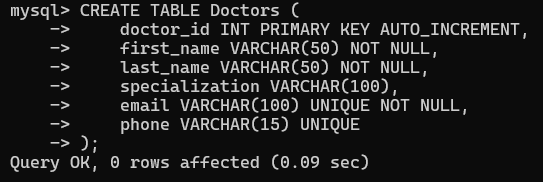 mysql> CREATE TABLE Doctors (
    ->     doctor_id INT PRIMARY KEY AUTO_INCREMENT,
    ->     first_name VARCHAR(50) NOT NULL,
    ->     last_name VARCHAR(50) NOT NULL,
    ->     specialization VARCHAR(100),
    ->     email VARCHAR(100) UNIQUE NOT NULL,
    ->     phone VARCHAR(15) UNIQUE
    -> );
Query OK, 0 rows affected (0.09 sec)